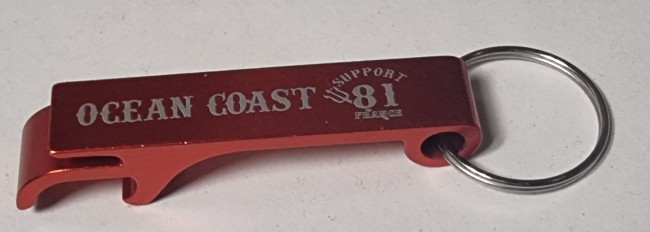 OCEAN COAST
SUPPORT
81
FRANCE